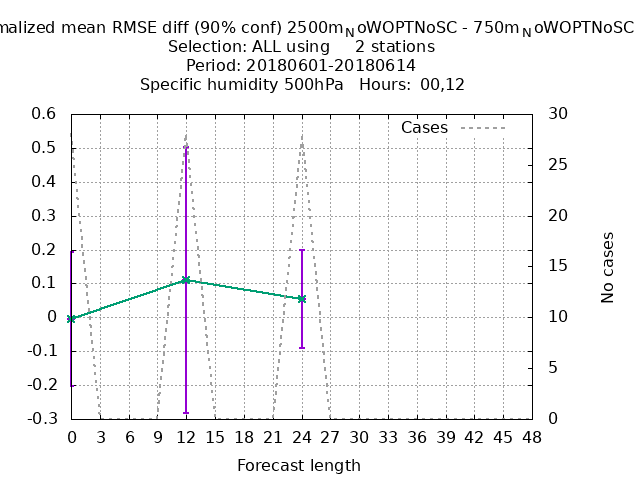 malized mean RMSE diff (90% conf) 2500mNoWOPTNoSC - 750mNoWOPTNoSC
Selection: ALL using 2 stations
Period: 20180601-20180614
Specific humidity 500hPa Hours: 00,12
Cases
0.6
0.5
0.4
0.3
0.2
0.1
0
-0.1
-0.2
-0.3
30
25
20
15
10
5
0
No cases
0 3 6 9 12 15 18 21 24 27 30 33 36 39 42 45 48
Forecast length